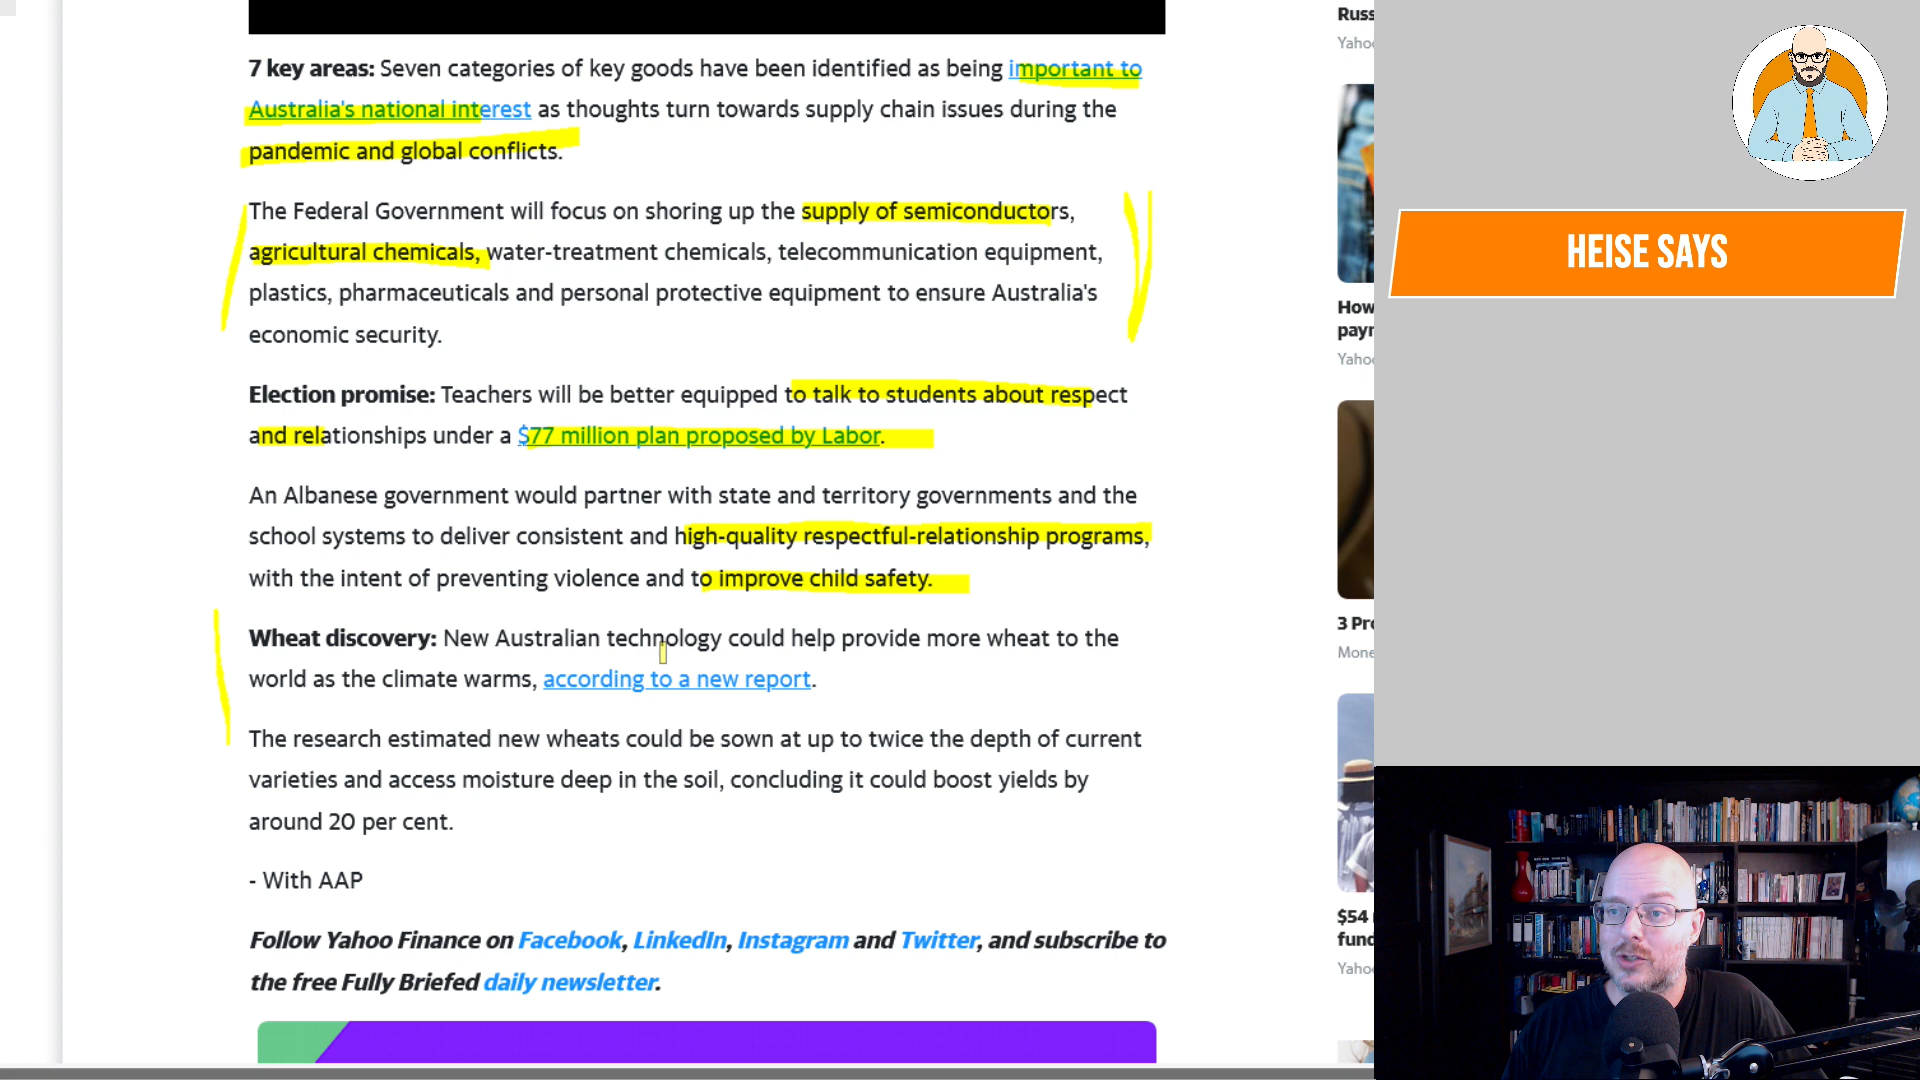 7 key areas: Seven categories of key goods have been identified as being important to
Australia's national interest as thoughts turn towards supply chain issues during the
pandemic and global conflicts.
The Federal Government will focus on shoring up the supply of semiconductors,
agricultural chemicals, water-treatment chemicals, telecommunication equipment,
plastics, pharmaceuticals and personal protective equipment to ensure Australia's
economic security.
Election promise: Teachers will be better equipped to talk to students about respect
and relationships under a $77 million plan proposed by Labor.
An Albanese government would partner with state and territory governments and the
school systems to deliver consistent and high-quality respectful-relationship programs,
with the intent of preventing violence and to improve child safety.
Wheat discovery: New Australian technology could help provide more wheat to the
world as the climate warms, according to a new report.
The research estimated new wheats could be sown at up to twice the depth of current
varieties and access moisture deep in the soil, concluding it could boost yields by
around 20 per cent.
- With AAP
Follow Yahoo Finance on Facebook, LinkedIn, Instagram and Twitter, and subscribe to
the free Fully Briefed daily newsletter.
Russ
Yahoo
How
payr
Yahoo
3 Pro
Mone
$54
fund
Yahoo
HEISE SAYS